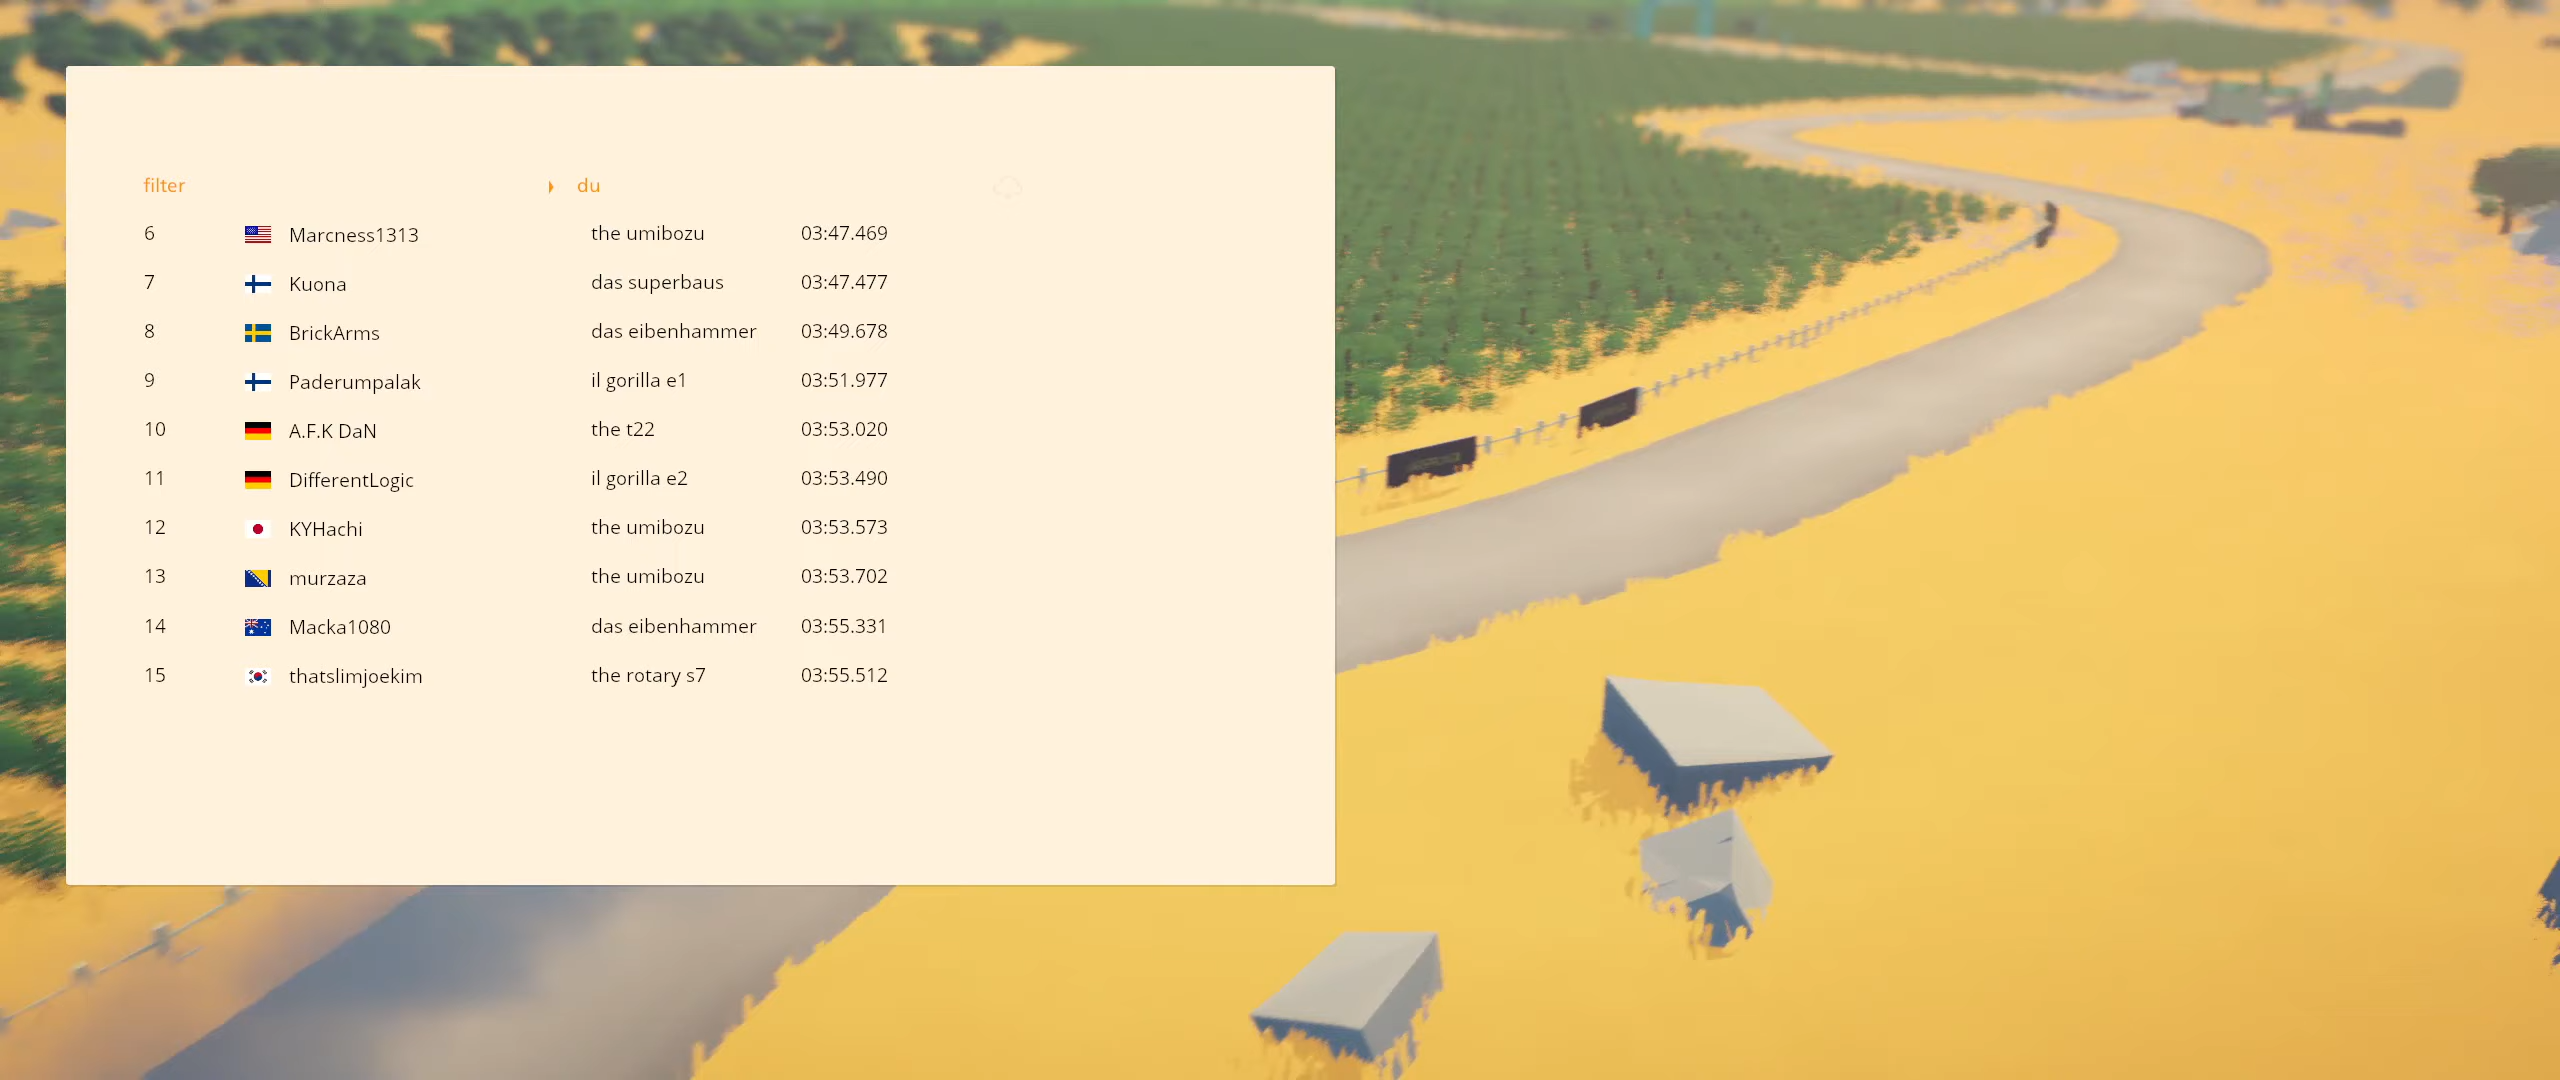 filter du
6 Marcness1313 the umibozu 03:47.469
7 Kuona das superbaus 03:47.477
8 BrickArms das eibenhammer 03:49.678
9 Paderumpalak il gorilla e1 03:51.977
10 A.F.K DaN the t22 03:53.020
11 DifferentLogic il gorilla e2 03:53.490
12 KYHachi the umibozu 03:53.573
13 murzaza the umibozu 03:53.702
14 Macka1080 das eibenhammer 03:55.331
15 thatslimjoekim the rotary s7 03:55.512